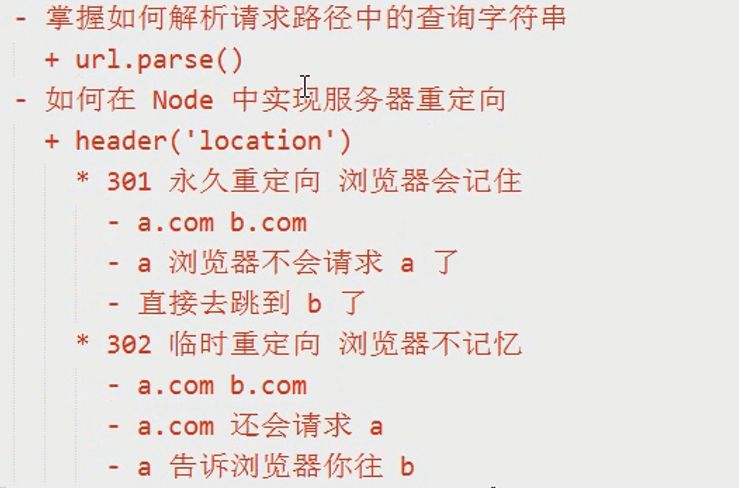 - 掌握如何解析请求路径中的查询字符串
+ url.parse()
- 如何在 Node 中实现服务器重定向
+ header('location')
* 301 永久重定向 浏览器会记住
- a.com b.com
- a 浏览器不会请求 a 了
- 直接去跳到 b 了
* 302 临时重定向 浏览器不记忆
- a.com b.com
- a.com 还会请求 a
- a 告诉浏览器你往 b